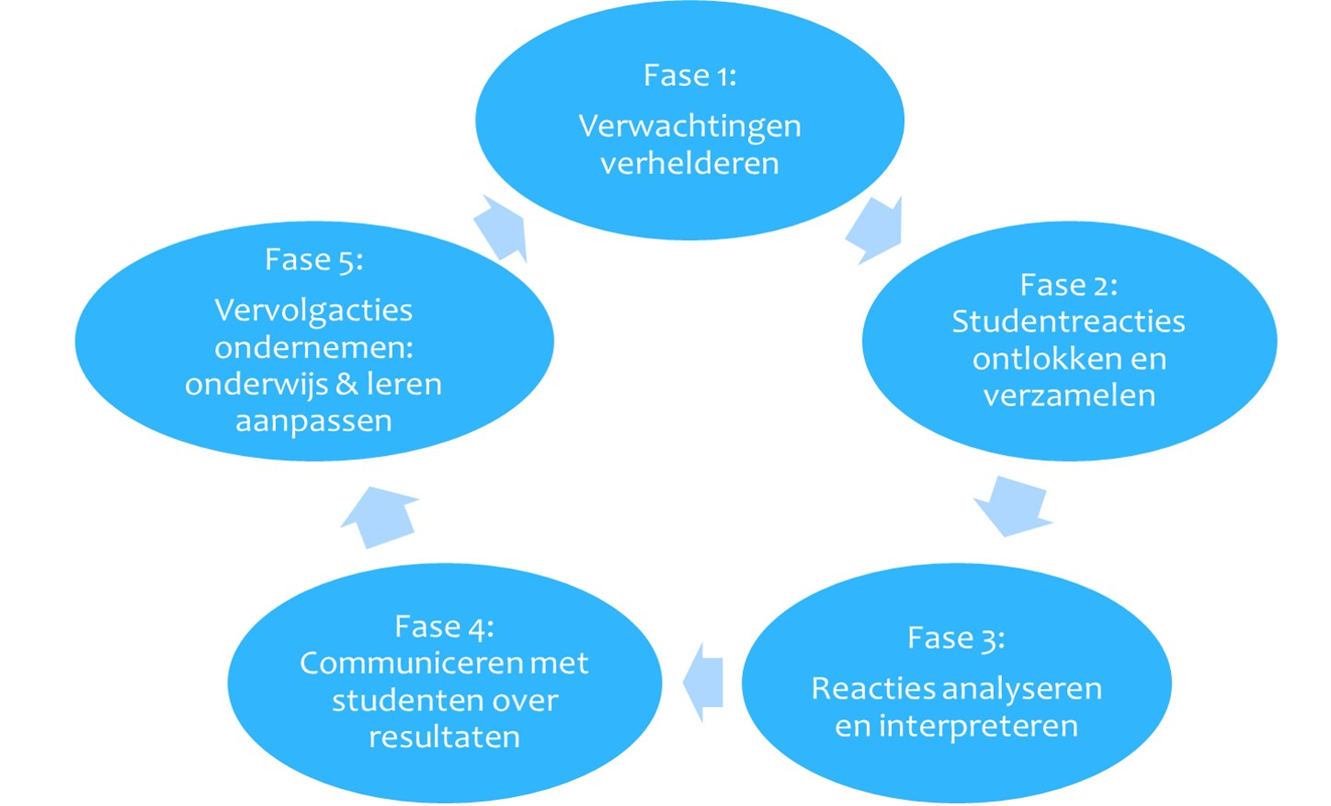 Fase 1:
Verwachtingen
verhelderen
Fase 2:
Studentreacties
ontlokken en
verzamelen
Fase 3:
Reacties analyseren
en interpreteren
Fase 4:
Communiceren met
studenten over
resultaten
Fase 5:
Vervolgacties
ondernemen:
onderwijs & leren
aanpassen